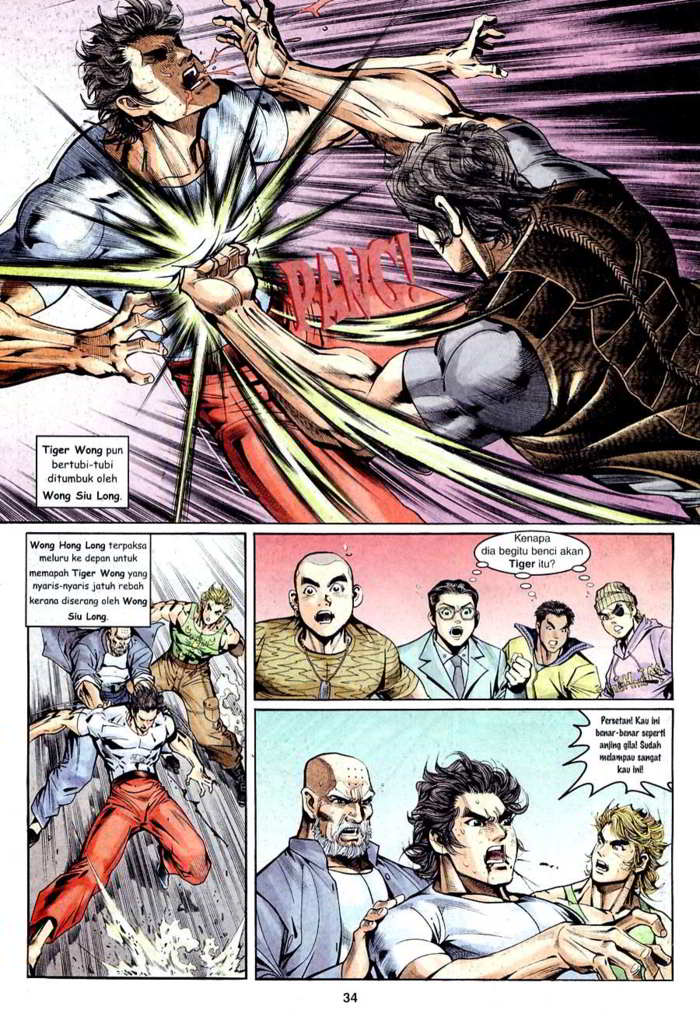 PANG!
Tiger Wong pun
bertubi-tubi
ditumbuk oleh
Wong Siu Long.
Wong Hong Long terpaksa
meluru ke depan untuk
memapah Tiger Wong yang
nyaris-nyaris jatuh rebah
kerana diserang oleh Wong
Siu Long.
Kenapa
dia begitu benci akan
Tiger itu?
Persetan! Kau ini
benar-benar seperti
anjing gila! Sudah
melampau sangat
kau ini!
34